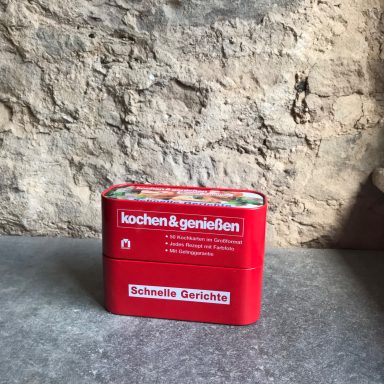 kochen&genießen
• 50 Kochkarten im Großformat
• Jedes Rezept mit Farbfoto
• Mit Gelinggarantie
Schnelle Gerichte